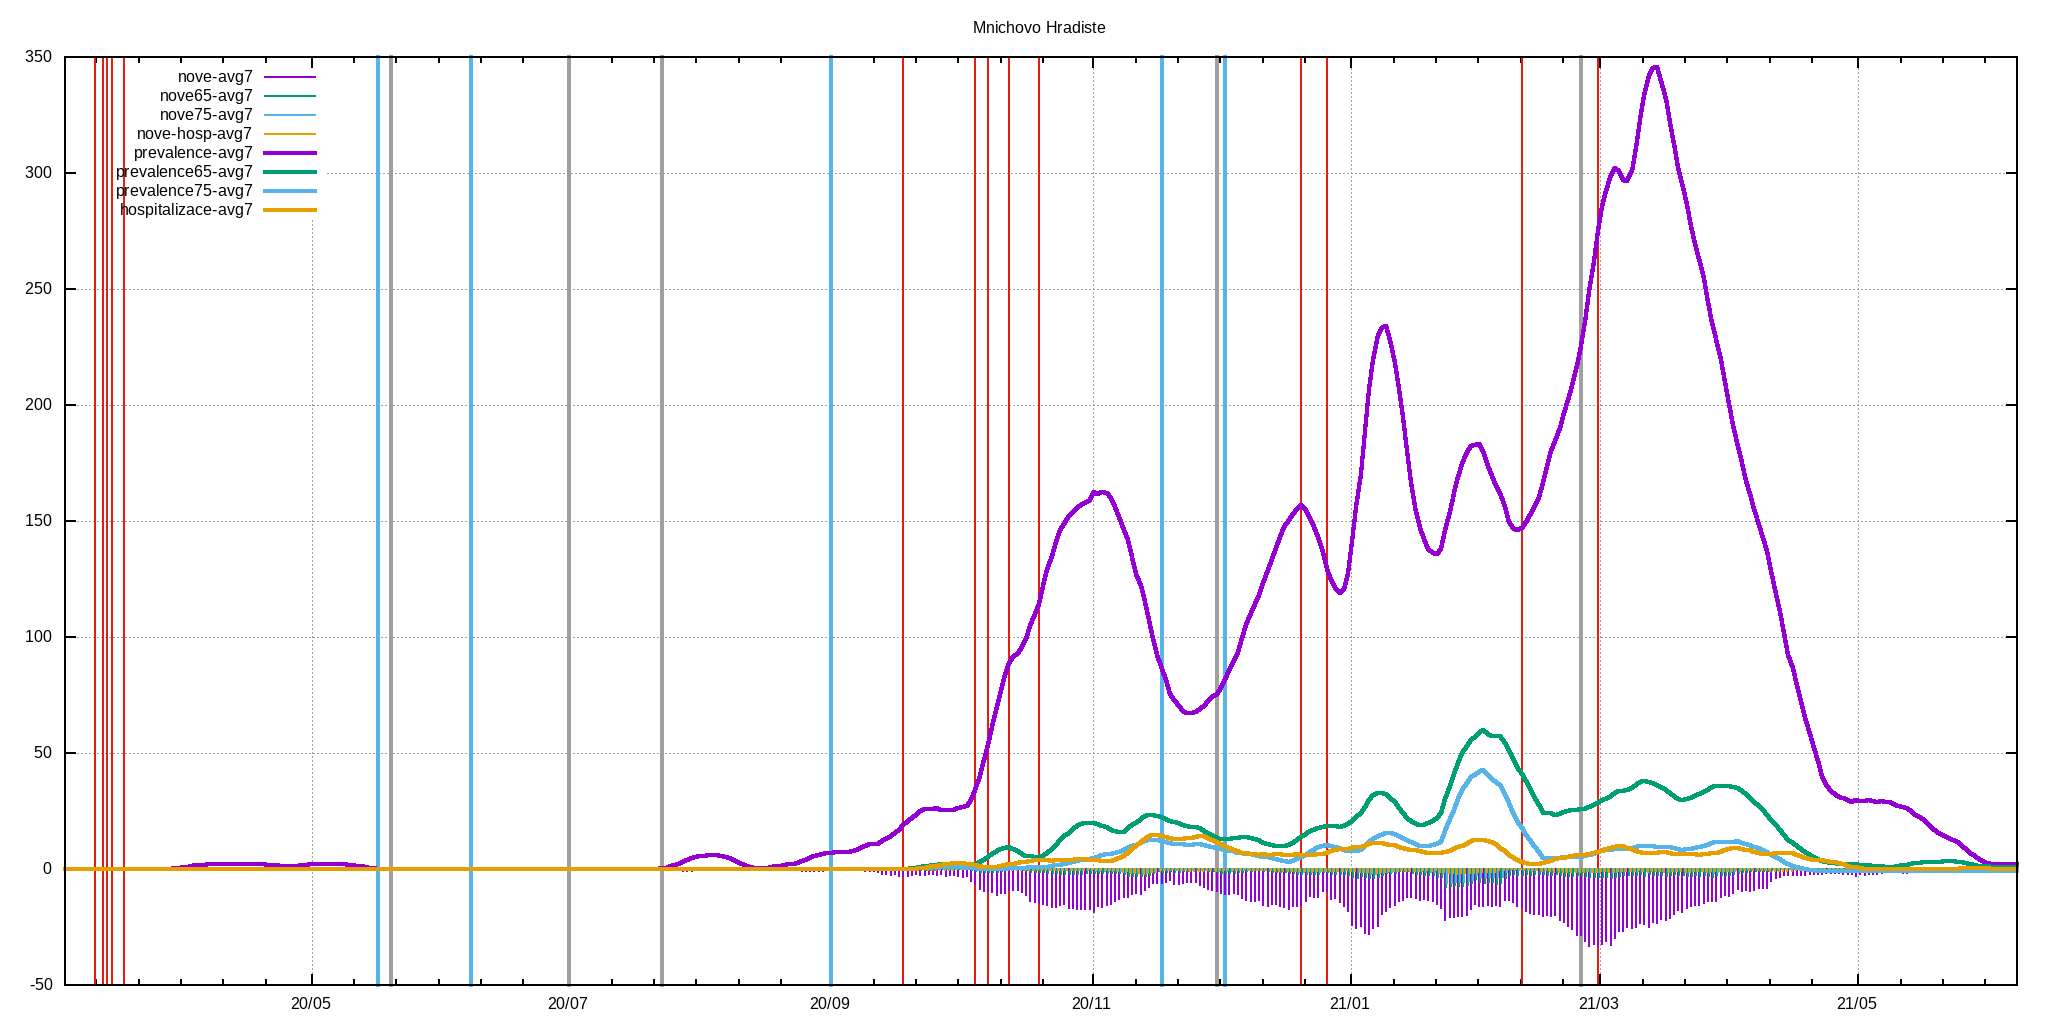 Mnichovo Hradiste
350
300
250
200
150
100
50
0
-50
nove-avg7
nove65-avg7
nove75-avg7
nove-hosp-avg7
prevalence-avg7
prevalence65-avg7
prevalence75-avg7
hospitalizace-avg7
20/05 20/07 20/09 20/11 21/01 21/03 21/05